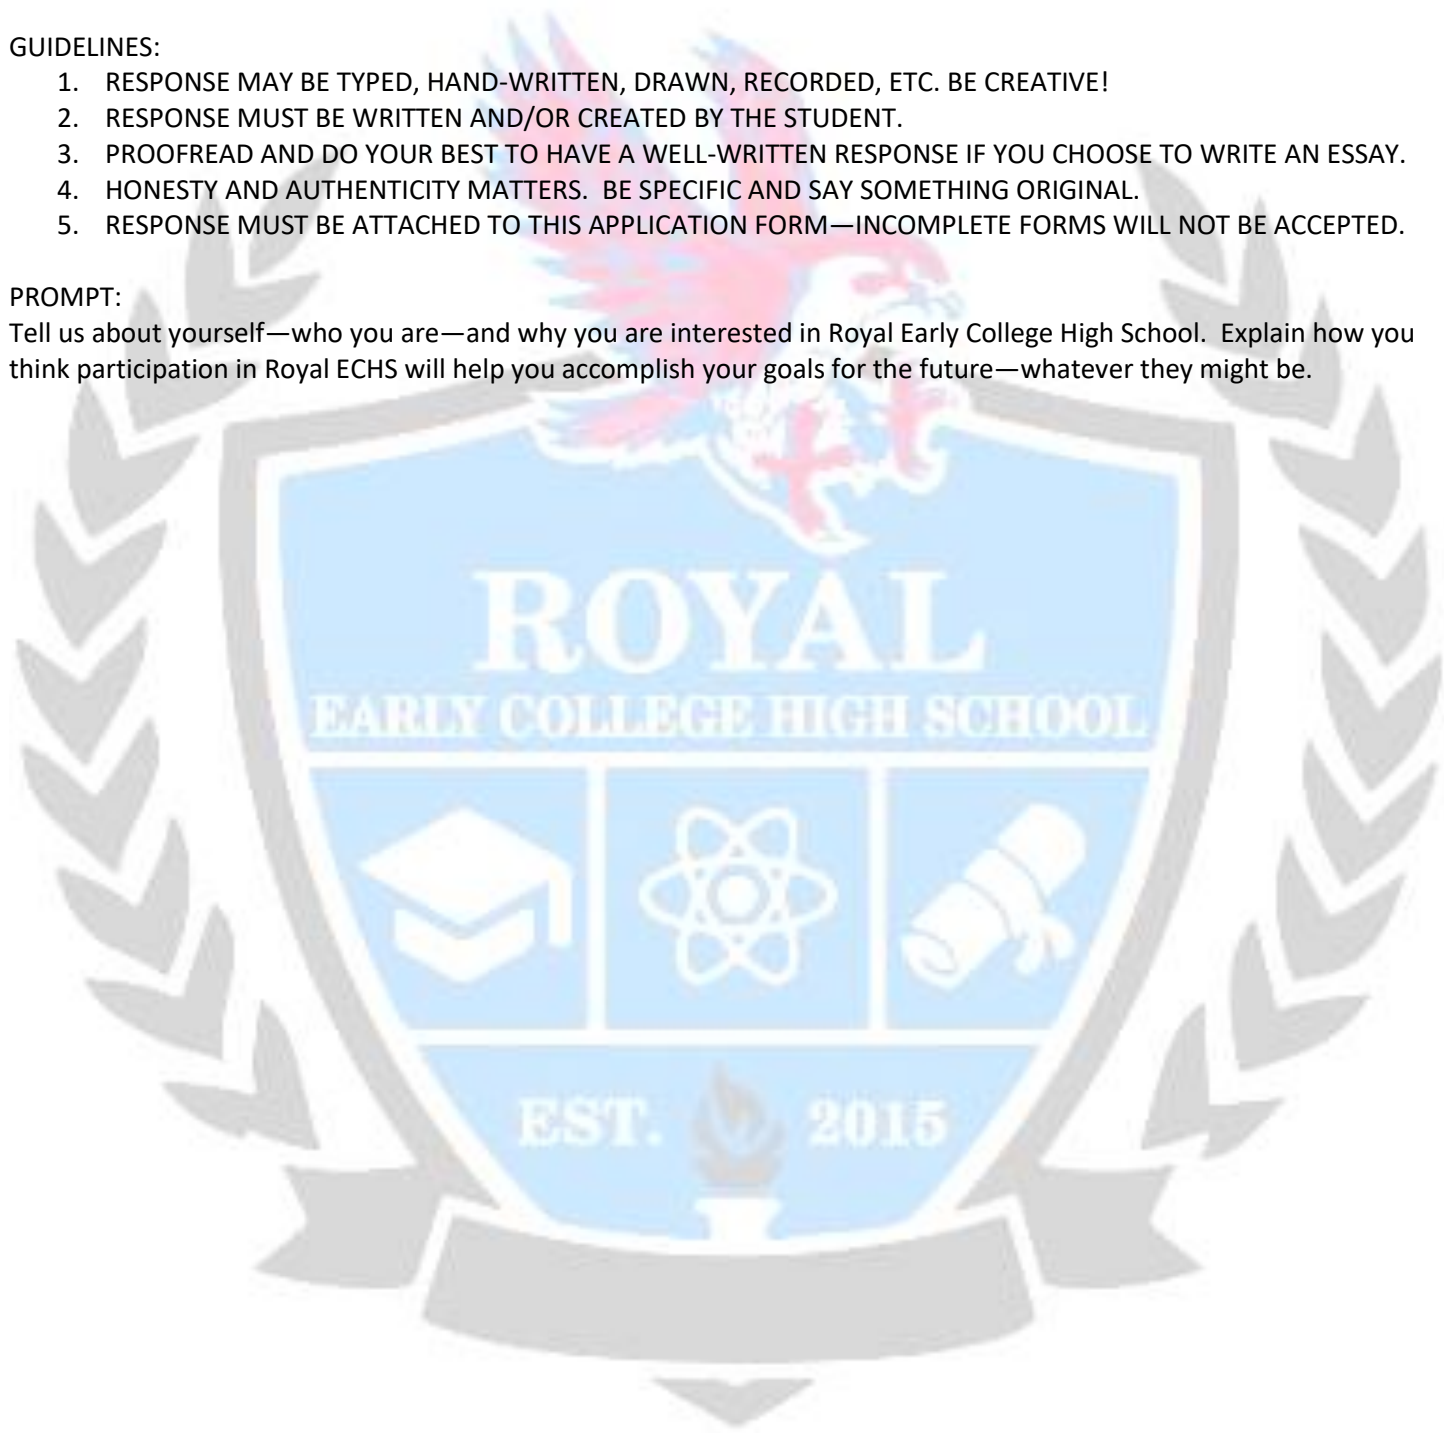 GUIDELINES:
1. RESPONSE MAY BE TYPED, HAND-WRITTEN, DRAWN, RECORDED, ETC. BE CREATIVE!
2. RESPONSE MUST BE WRITTEN AND/OR CREATED BY THE STUDENT.
3. PROOFREAD AND DO YOUR BEST TO HAVE A WELL-WRITTEN RESPONSE IF YOU CHOOSE TO WRITE AN ESSAY.
4. HONESTY AND AUTHENTICITY MATTERS.  BE SPECIFIC AND SAY SOMETHING ORIGINAL.
5. RESPONSE MUST BE ATTACHED TO THIS APPLICATION FORM—INCOMPLETE FORMS WILL NOT BE ACCEPTED.
PROMPT:
Tell us about yourself—who you are—and why you are interested in Royal Early College High School.  Explain how you
think participation in Royal ECHS will help you accomplish your goals for the future—whatever they might be.
ROYAL
EARLY COLLEGE HIGH SCHOOL
EST. 2015